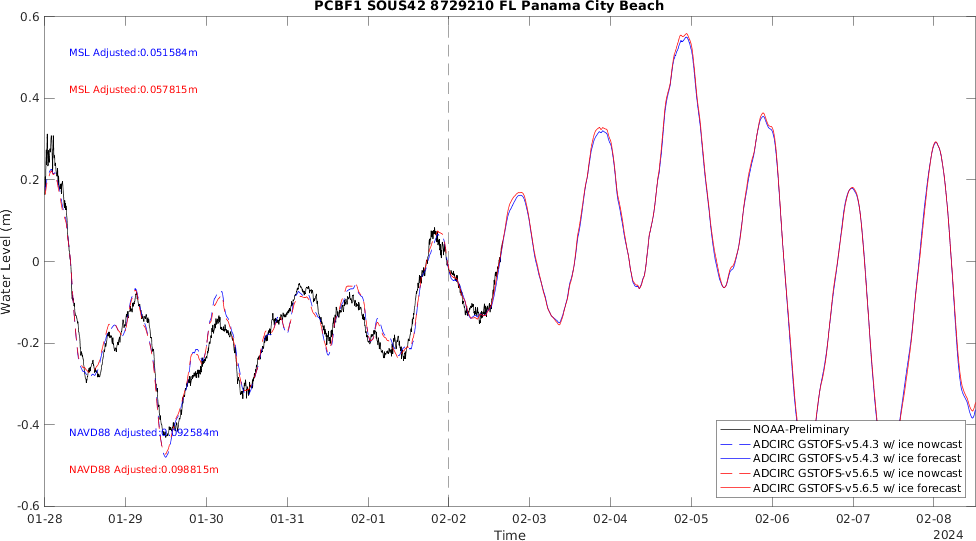 PCBF1 SOUS42 8729210 FL Panama City Beach
0.6
MSL Adjusted:0.051584m
MSL Adjusted:0.057815m
0.4
0.2
0
-0.2
-0.4
-0.6
Water Level (m)
NAVD88 Adjusted:0.092584m
NAVD88 Adjusted:0.098815m
NOAA-Preliminary
ADCIRC GSTOFS-v5.4.3 w/ ice nowcast
ADCIRC GSTOFS-v5.4.3 w/ ice forecast
ADCIRC GSTOFS-v5.6.5 w/ ice nowcast
ADCIRC GSTOFS-v5.6.5 w/ ice forecast
01-28 01-29 01-30 01-31 02-01 02-02 02-03 02-04 02-05 02-06 02-07 02-08
Time
2024